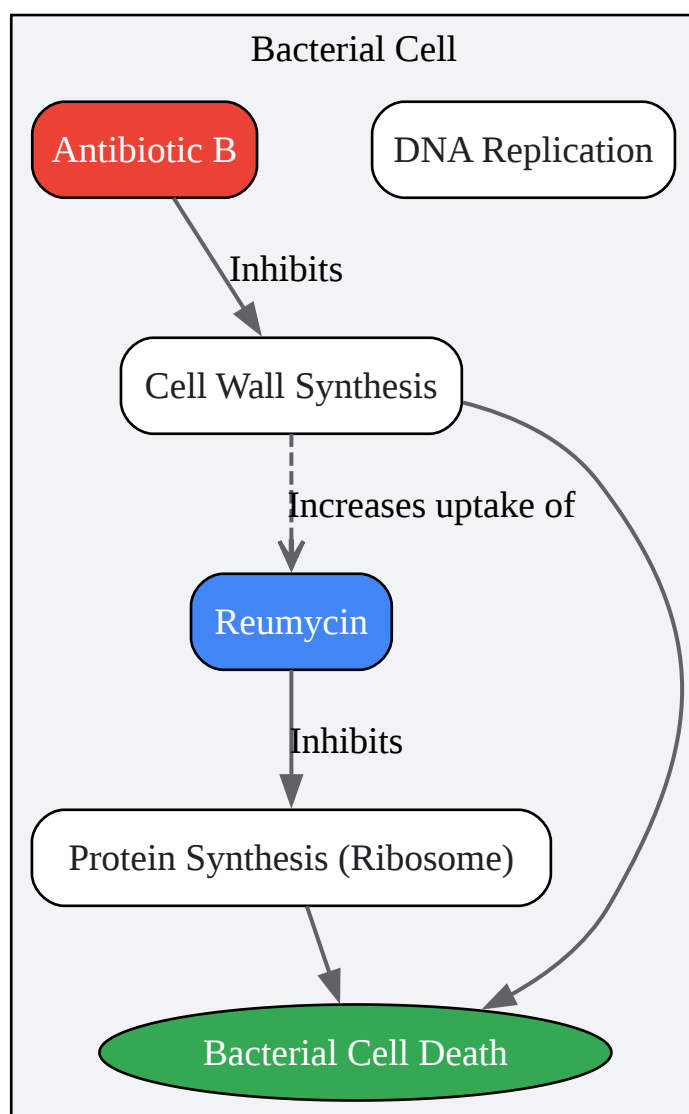 Bacterial Cell
Antibiotic B
DNA Replication
Inhibits
Cell Wall Synthesis
Increases uptake of
Reumycin
Inhibits
Protein Synthesis (Ribosome)
Bacterial Cell Death